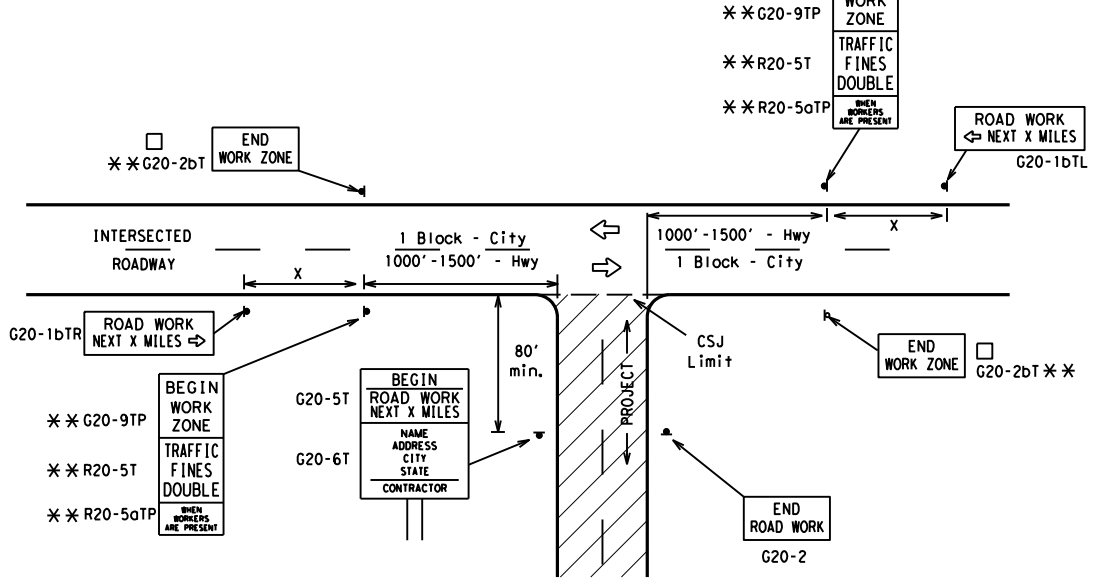 WORK
ZONE
✳✳G20-9TP
TRAFFIC
FINES
DOUBLE
✳✳R20-5T
WHEN
WORKERS
ARE PRESENT
✳✳R20-5aTP
ROAD WORK
⇦ NEXT X MILES
G20-1bTL
END
WORK ZONE
□
✳✳G20-2bT
INTERSECTED
ROADWAY
1 Block - City
1000'-1500' - Hwy
X
1000'-1500' - Hwy
1 Block - City
X
G20-1bTR
ROAD WORK
NEXT X MILES ⇨
80'
min.
CSJ
Limit
PROJECT
END
WORK ZONE
□
G20-2bT ✳✳
BEGIN
WORK
ZONE
✳✳G20-9TP
TRAFFIC
FINES
DOUBLE
✳✳R20-5T
WHEN
WORKERS
ARE PRESENT
✳✳R20-5aTP
G20-5T
BEGIN
ROAD WORK
NEXT X MILES
G20-6T
NAME
ADDRESS
CITY
STATE
CONTRACTOR
END
ROAD WORK
G20-2